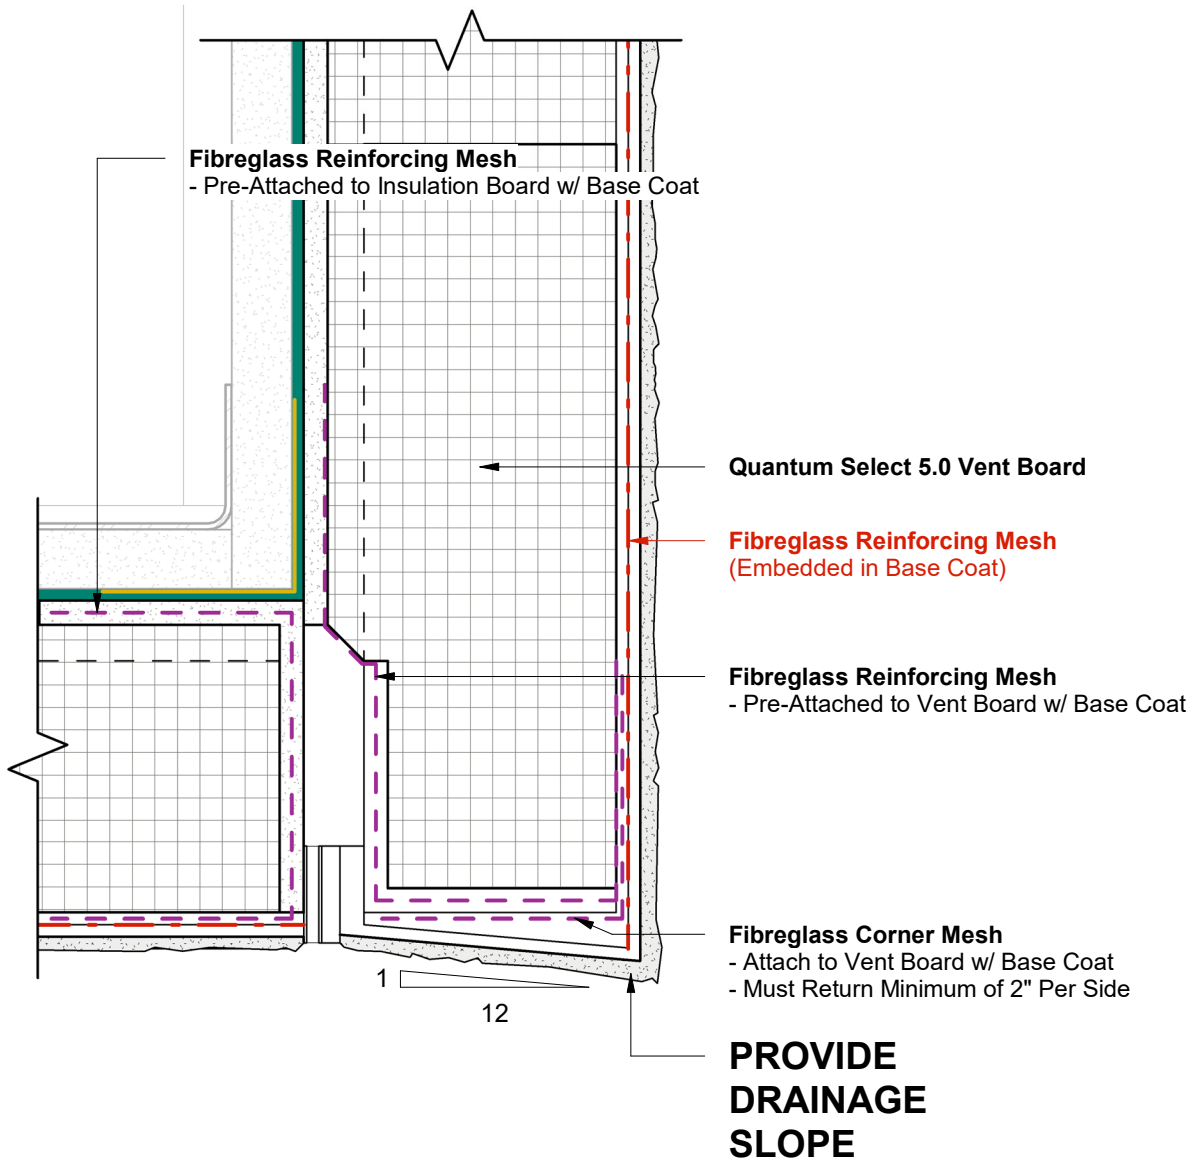 Fibreglass Reinforcing Mesh
- Pre-Attached to Insulation Board w/ Base Coat
Quantum Select 5.0 Vent Board
Fibreglass Reinforcing Mesh
(Embedded in Base Coat)
Fibreglass Reinforcing Mesh
- Pre-Attached to Vent Board w/ Base Coat
Fibreglass Corner Mesh
- Attach to Vent Board w/ Base Coat
- Must Return Minimum of 2" Per Side
1
12
PROVIDE
DRAINAGE
SLOPE